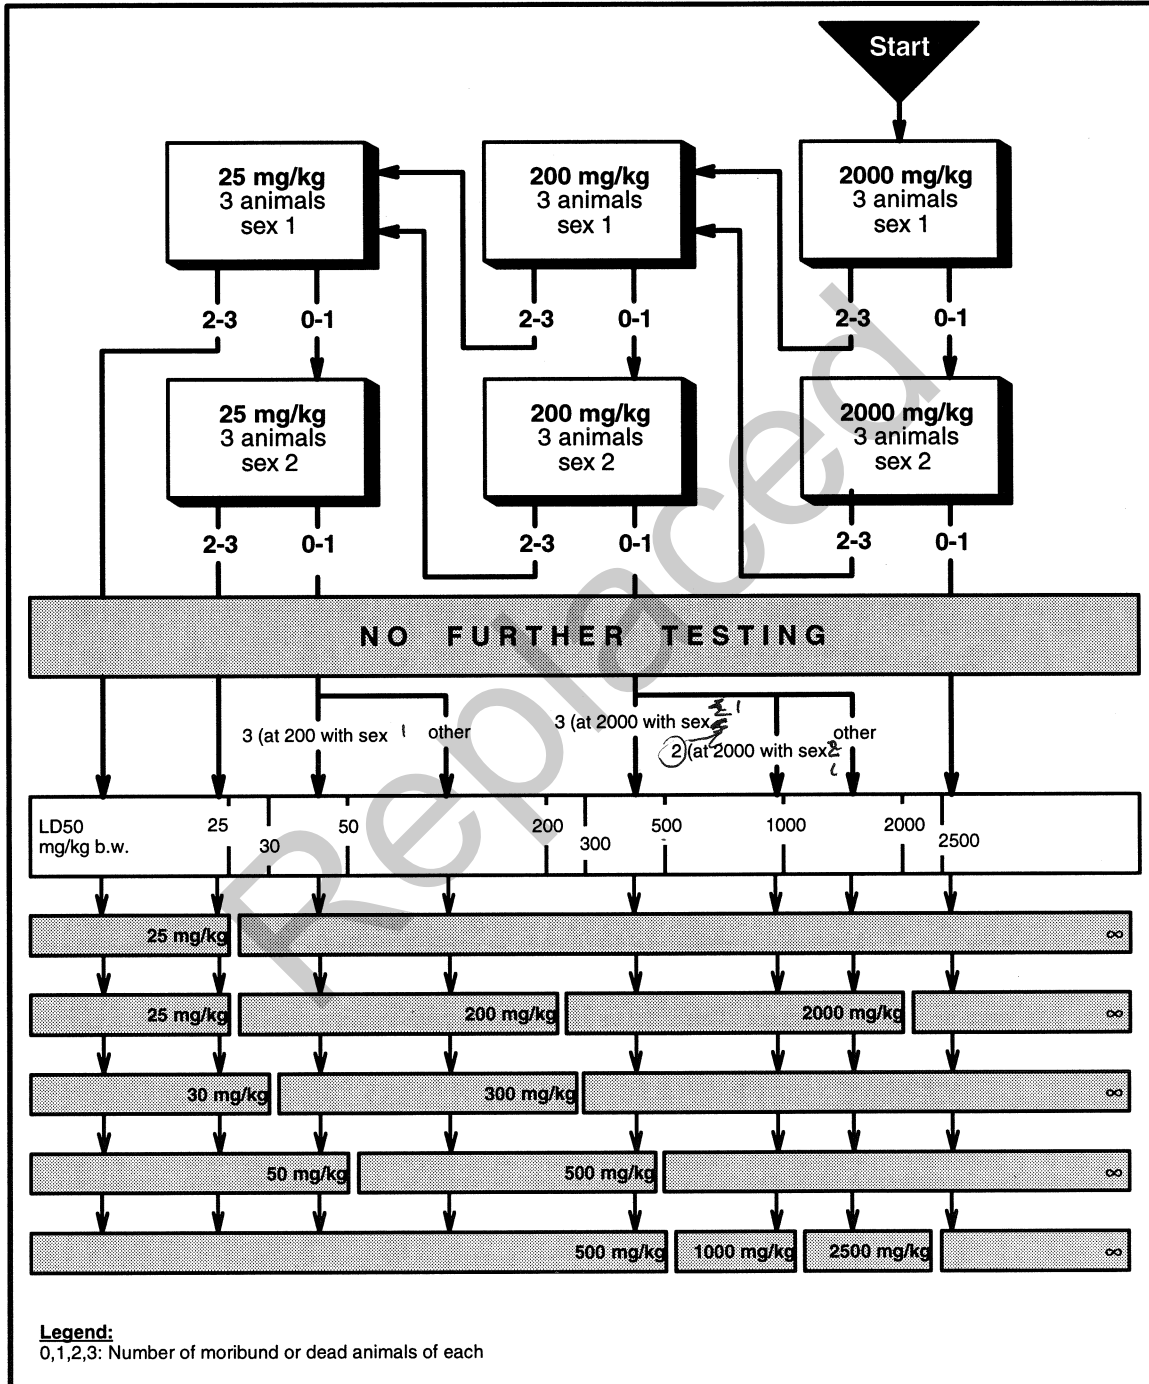 Start
25 mg/kg
3 animals
sex 1
200 mg/kg
3 animals
sex 1
2000 mg/kg
3 animals
sex 1
2-3 0-1 2-3 0-1 2-3 0-1
25 mg/kg
3 animals
sex 2
200 mg/kg
3 animals
sex 2
2000 mg/kg
3 animals
sex 2
2-3 0-1 2-3 0-1 2-3 0-1
NO FURTHER TESTING
3 (at 200 with sex 1 other
3 (at 2000 with sex 1
2 (at 2000 with sex
other
LD50
mg/kg b.w.
25 30 50 200 300 500 1000 2000 2500
25 mg/kg ∞
25 mg/kg 200 mg/kg 2000 mg/kg ∞
30 mg/kg 300 mg/kg ∞
50 mg/kg 500 mg/kg ∞
500 mg/kg 1000 mg/kg 2500 mg/kg ∞
Legend:
0,1,2,3: Number of moribund or dead animals of each
Replaced